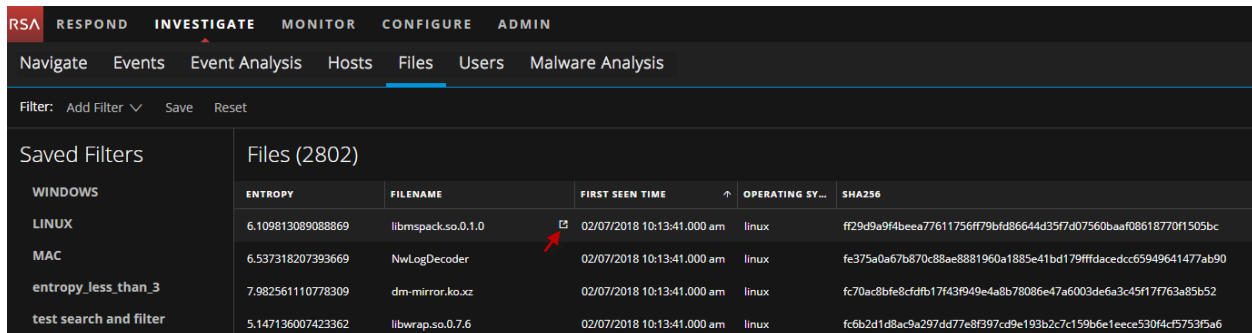 RSA RESPOND INVESTIGATE MONITOR CONFIGURE ADMIN
Navigate Events Event Analysis Hosts Files Users Malware Analysis
Filter: Add Filter Save Reset
Saved Filters
WINDOWS
LINUX
MAC
entropy_less_than_3
test search and filter
Files (2802)
ENTROPY FILENAME FIRST SEEN TIME OPERATING SY... SHA256
6.109813089088869 libmspack.so.0.1.0 02/07/2018 10:13:41.000 am linux ff29d9a9f4beea77611756ff79bfd86644d35f7d07560baaf08618770f1505bc
6.537318207393669 NwLogDecoder 02/07/2018 10:13:41.000 am linux fe375a0a67b870c88ae8881960a1885e41bd179fffdacedcc65949641477ab90
7.982561110778309 dm-mirror.ko.xz 02/07/2018 10:13:41.000 am linux fc70ac8bfe8cfdfb17f43f949e4a8b78086e47a6003de6a3c45f17f763a85b52
5.147136007423362 libwrap.so.0.7.6 02/07/2018 10:13:41.000 am linux fc6b2d1d8ac9a297dd77e8f397cd9e193b2c7c159b6e1eece530f4cf5753f5a6